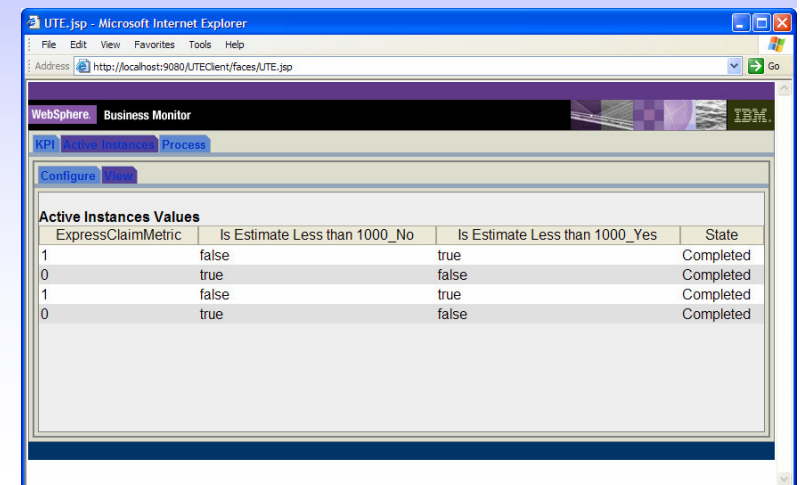 UTE.jsp - Microsoft Internet Explorer
File Edit View Favorites Tools Help
Address http://localhost:9080/UTEClient/faces/UTE.jsp Go
WebSphere. Business Monitor IBM.
KPI Active Instances Process
Configure View
Active Instances Values
ExpressClaimMetric Is Estimate Less than 1000_No Is Estimate Less than 1000_Yes State
1 false true Completed
0 true false Completed
1 false true Completed
0 true false Completed